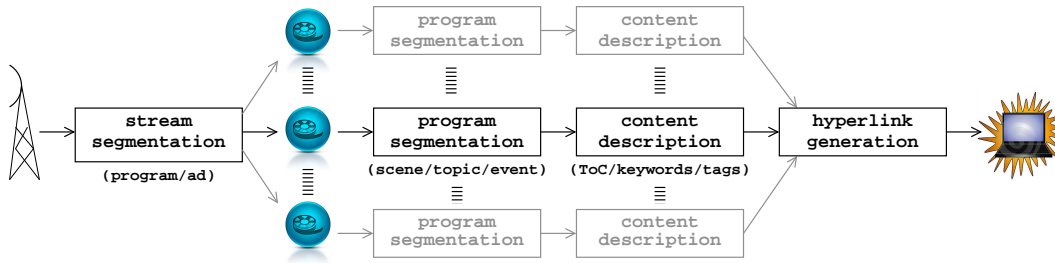 program
segmentation
content
description
stream
segmentation
(program/ad)
program
segmentation
(scene/topic/event)
content
description
(ToC/keywords/tags)
hyperlink
generation
program
segmentation
content
description